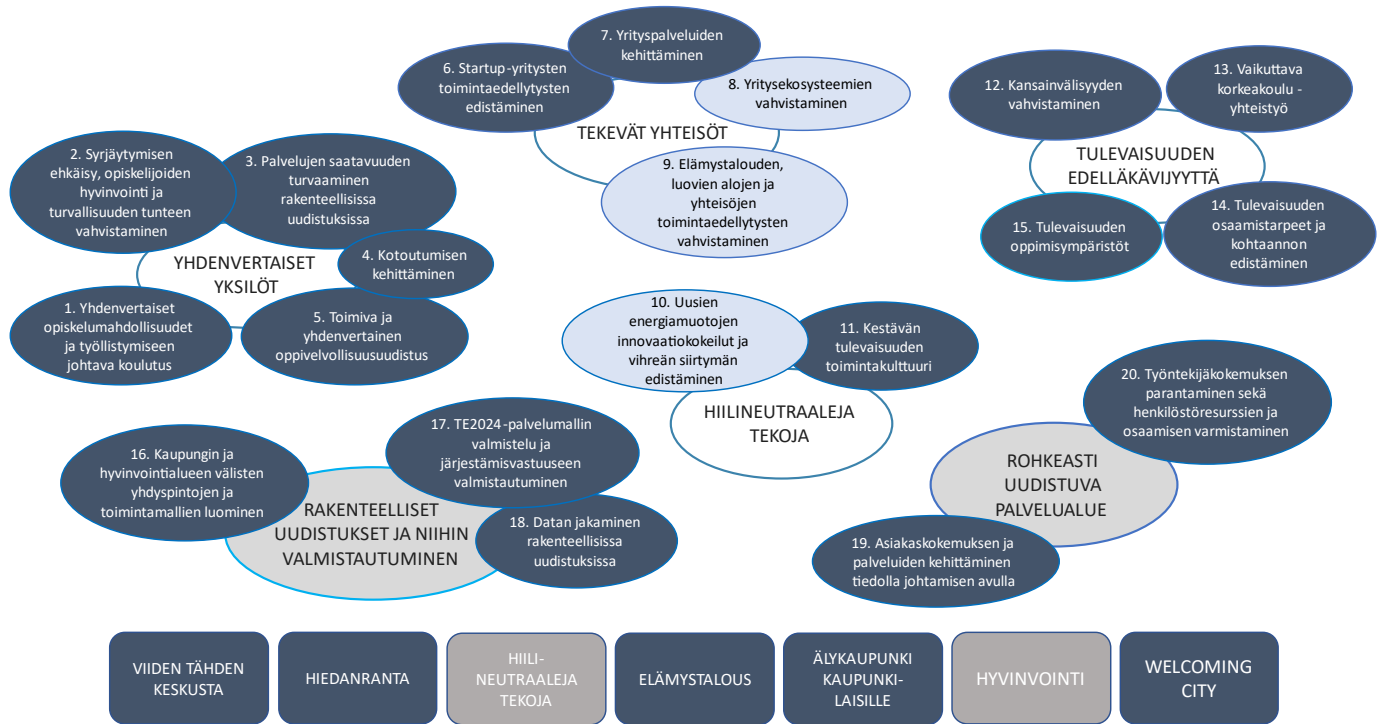 7. Yrityspalveluiden
kehittäminen
6. Startup-yritysten
toimintaedellytysten
edistäminen
8. Yritysekosysteemien
vahvistaminen
TEKEVÄT YHTEISÖT
9. Elämystalouden,
luovien alojen ja
yhteisöjen
toimintaedellytysten
vahvistaminen
12. Kansainvälisyyden
vahvistaminen
13. Vaikuttava
korkeakoulu -
yhteistyö
TULEVAISUUDEN
EDELLÄKÄVIJYYTTÄ
15. Tulevaisuuden
oppimisympäristöt
14. Tulevaisuuden
osaamistarpeet ja
kohtaannon
edistäminen
2. Syrjäytymisen
ehkäisy, opiskelijoiden
hyvinvointi ja
turvallisuuden tunteen
vahvistaminen
3. Palvelujen saatavuuden
turvaaminen
rakenteellisissa
uudistuksissa
4. Kotoutumisen
kehittäminen
YHDENVERTAISET
YKSILÖT
1. Yhdenvertaiset
opiskelumahdollisuudet
ja työllistymiseen
johtava koulutus
5. Toimiva ja
yhdenvertainen
oppivelvollisuusuudistus
10. Uusien
energiamuotojen
innovaatiokokeilut ja
vihreän siirtymän
edistäminen
11. Kestävän
tulevaisuuden
toimintakulttuuri
HIILINEUTRAALEJA
TEKOJA
20. Työntekijäkokemuksen
parantaminen sekä
henkilöstöresurssien ja
osaamisen varmistaminen
ROHKEASTI
UUDISTUVA
PALVELUALUE
19. Asiakaskokemuksen ja
palveluiden kehittäminen
tiedolla johtamisen avulla
16. Kaupungin ja
hyvinvointialueen välisten
yhdyspintojen ja
toimintamallien luominen
17. TE2024-palvelumallin
valmistelu ja
järjestämisvastuuseen
valmistautuminen
RAKENTEELLISET
UUDISTUKSET JA NIIHIN
VALMISTAUTUMINEN
18. Datan jakaminen
rakenteellisissa
uudistuksissa
VIIDEN TÄHDEN
KESKUSTA
HIEDANRANTA
HIILI-
NEUTRAALEJA
TEKOJA
ELÄMYSTALOUS
ÄLYKAUPUNKI
KAUPUNKI-
LAISILLE
HYVINVOINTI
WELCOMING
CITY